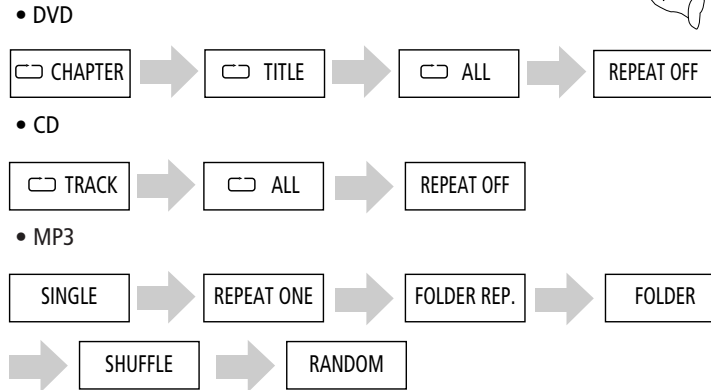 • DVD
CHAPTER TITLE ALL REPEAT OFF
• CD
TRACK ALL REPEAT OFF
• MP3
SINGLE REPEAT ONE FOLDER REP. FOLDER
SHUFFLE RANDOM